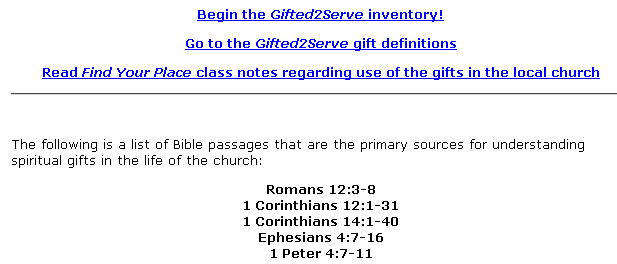 Begin the Gifted2Serve inventory!
Go to the Gifted2Serve gift definitions
Read Find Your Place class notes regarding use of the gifts in the local church
The following is a list of Bible passages that are the primary sources for understanding
spiritual gifts in the life of the church:
Romans 12:3-8
1 Corinthians 12:1-31
1 Corinthians 14:1-40
Ephesians 4:7-16
1 Peter 4:7-11